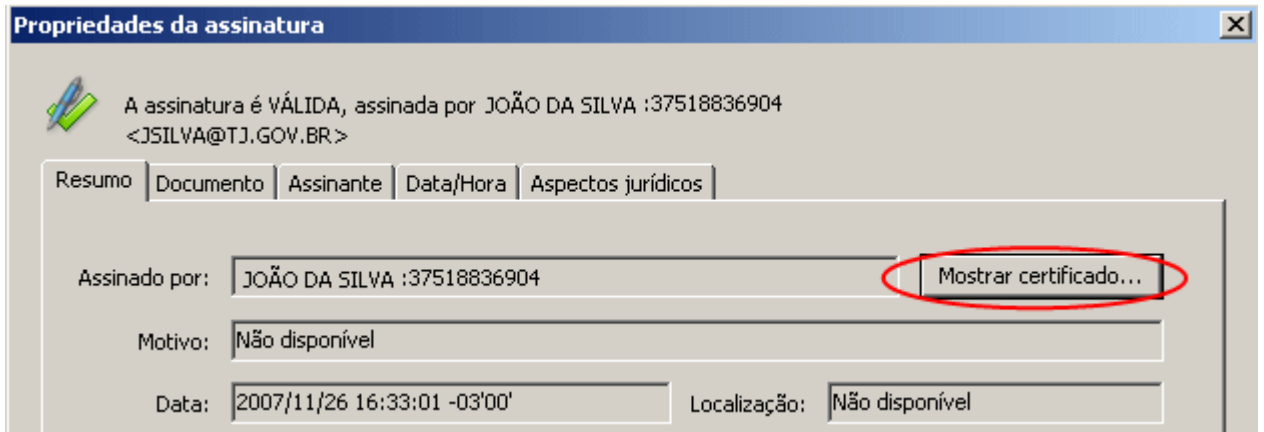 Propriedades da assinatura
A assinatura é VÁLIDA, assinada por JOÃO DA SILVA :37518836904
<JSILVA@TJ.GOV.BR>
Resumo Documento Assinante Data/Hora Aspectos jurídicos
Assinado por: JOÃO DA SILVA :37518836904 Mostrar certificado...
Motivo: Não disponível
Data: 2007/11/26 16:33:01 -03'00' Localização: Não disponível